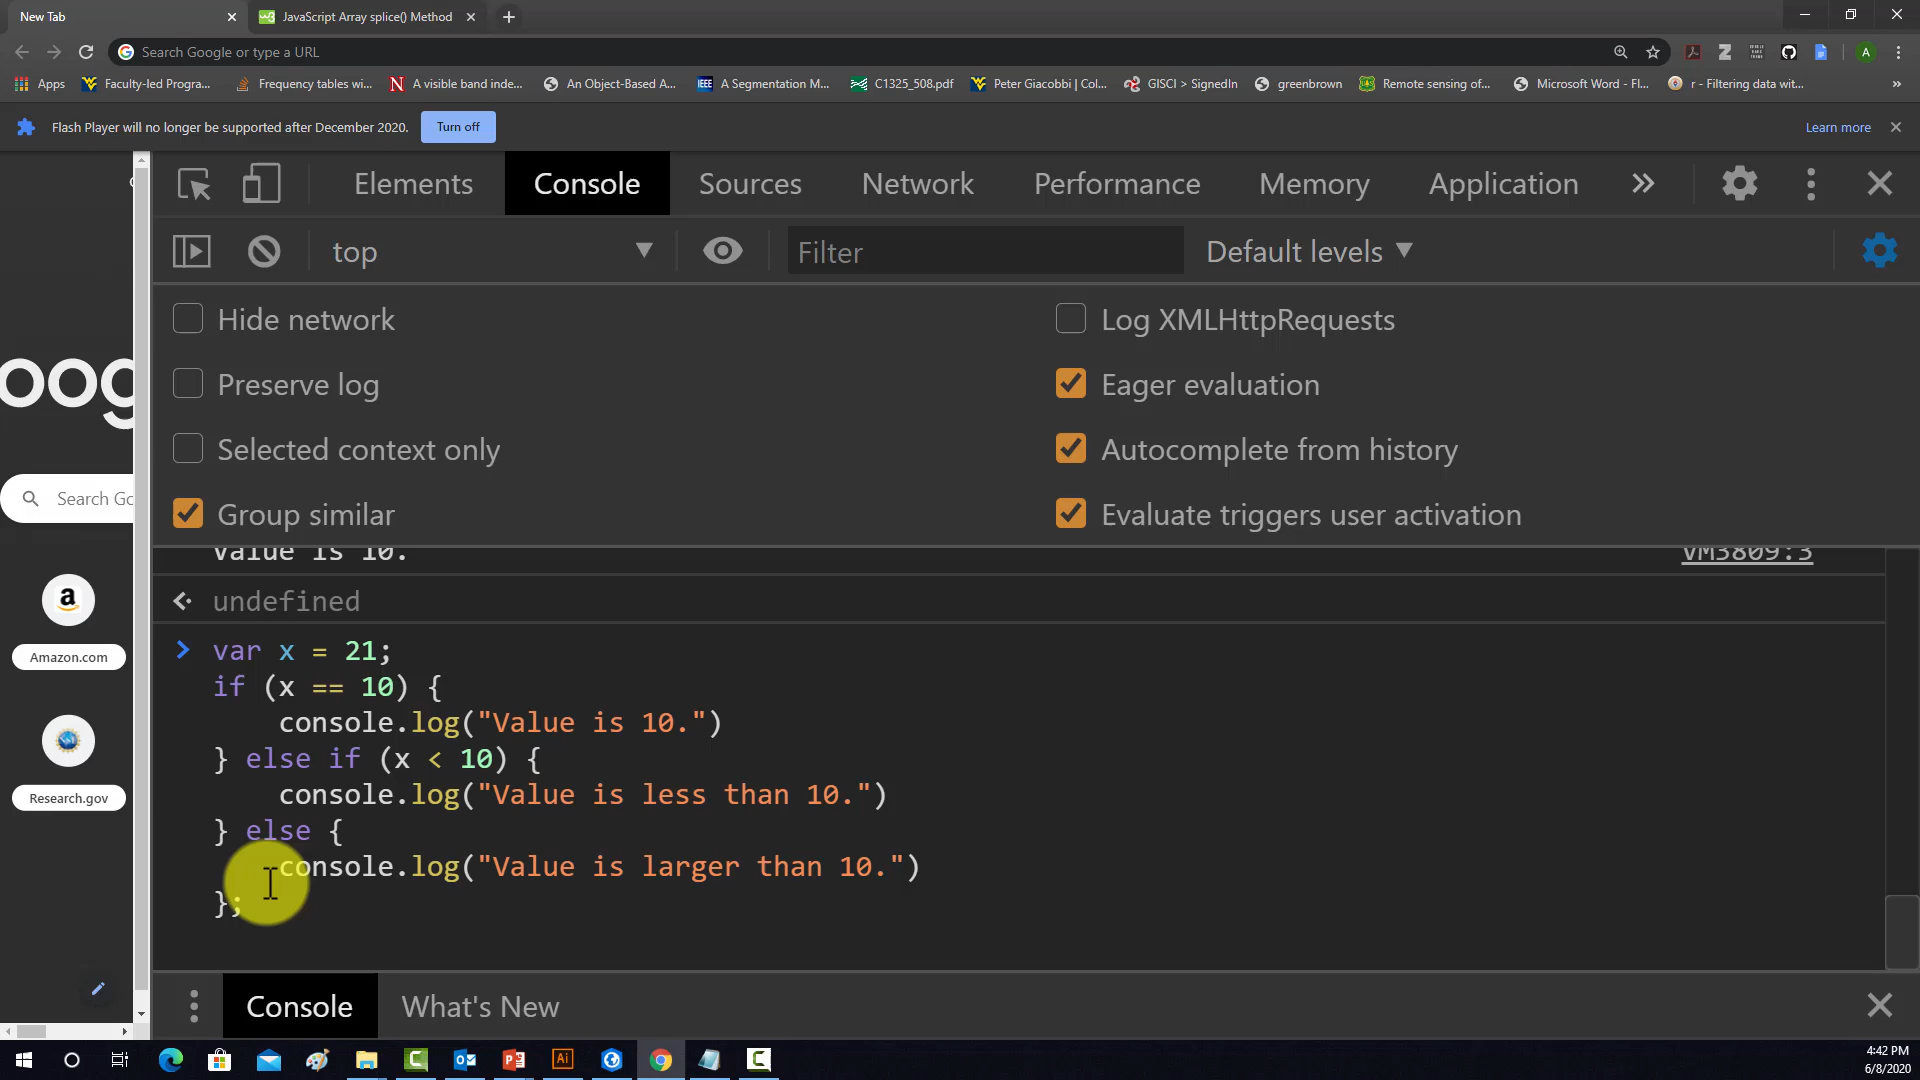 New Tab
JavaScript Array splice() Method
Search Google or type a URL
A
Apps
Faculty-led Progra...
Frequency tables wi...
A visible band inde...
An Object-Based A...
A Segmentation M...
C1325_508.pdf
Peter Giacobbi | Col...
GISCI > SignedIn
greenbrown
Remote sensing of...
Microsoft Word - Fl...
r - Filtering data wit...
»
Flash Player will no longer be supported after December 2020.
Turn off
Learn more
Elements
Console
Sources
Network
Performance
Memory
Application
top
Filter
Default levels
Hide network
Log XMLHttpRequests
Preserve log
Eager evaluation
Selected context only
Autocomplete from history
Group similar
Evaluate triggers user activation
oog
Search Go
Amazon.com
Research.gov
Value is 10.
VM3809:3
undefined
var x = 21;
if (x == 10) {
    console.log("Value is 10.")
} else if (x < 10) {
    console.log("Value is less than 10.")
} else {
    console.log("Value is larger than 10.")
};
Console
What's New
4:42 PM
6/8/2020